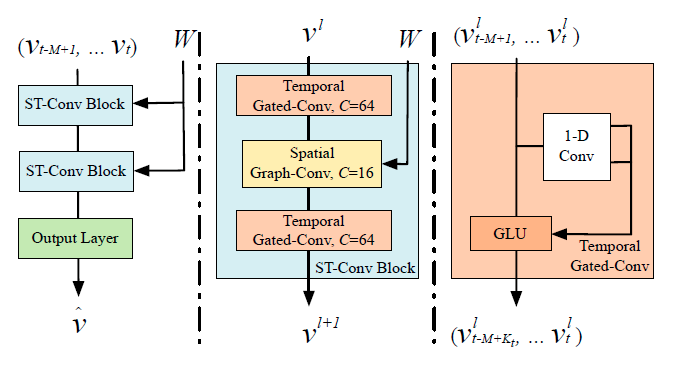 (v_{t-M+1}, ... v_t)
W
ST-Conv Block
ST-Conv Block
Output Layer
v̂
v^l
W
Temporal
Gated-Conv, C=64
Spatial
Graph-Conv, C=16
Temporal
Gated-Conv, C=64
ST-Conv Block
v^{l+1}
(v^l_{t-M+1}, ... v^l_t)
1-D
Conv
GLU
Temporal
Gated-Conv
(v^l_{t-M+K_t}, ... v^l_t)